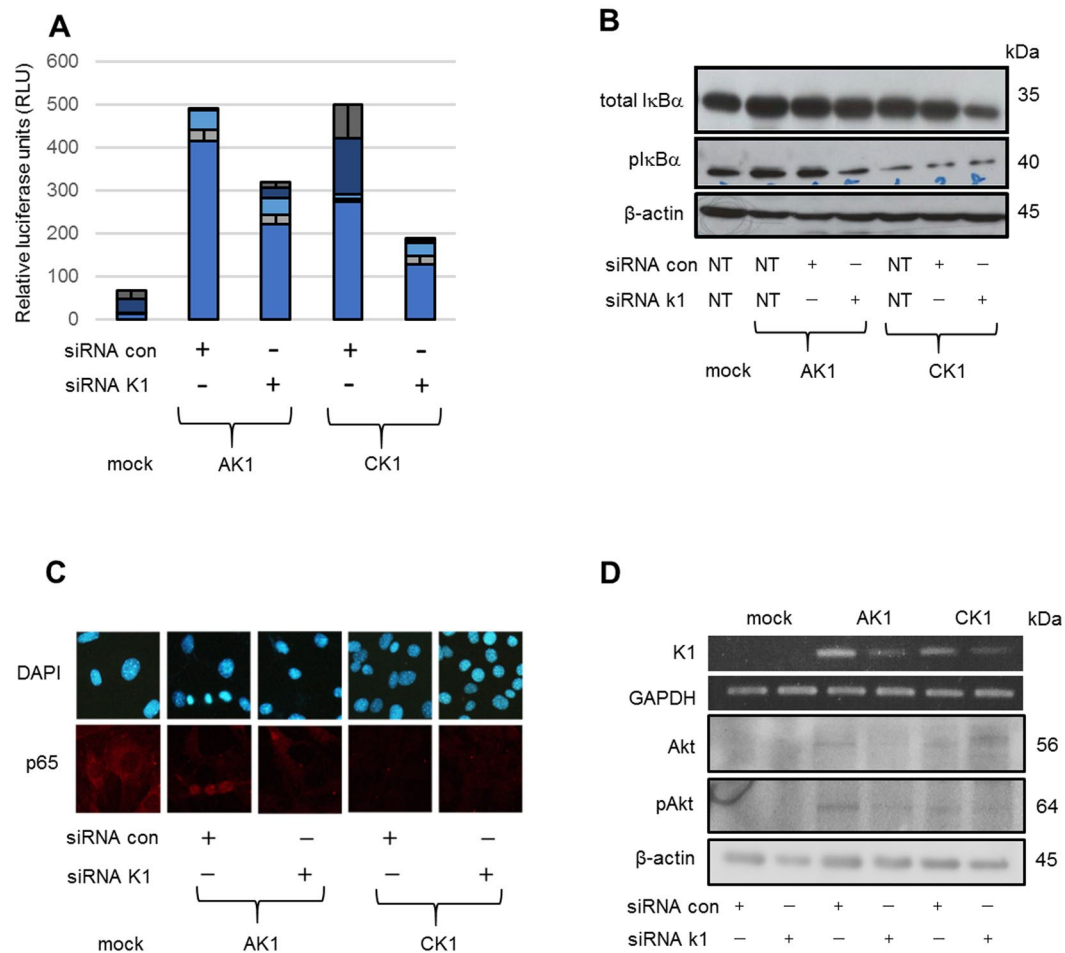 A
Relative luciferase units (RLU)
600
500
400
300
200
100
0
siRNA con + - + -
siRNA K1 - + - +
mock AK1 CK1
B
kDa
total IκBα 35
pIκBα 40
β-actin 45
siRNA con NT NT + – NT + –
siRNA k1 NT NT – + NT – +
mock AK1 CK1
C
DAPI
p65
siRNA con + – + –
siRNA K1 – + – +
mock AK1 CK1
D
mock AK1 CK1 kDa
K1
GAPDH
Akt 56
pAkt 64
β-actin 45
siRNA con + – + – + –
siRNA k1 – + – + – +